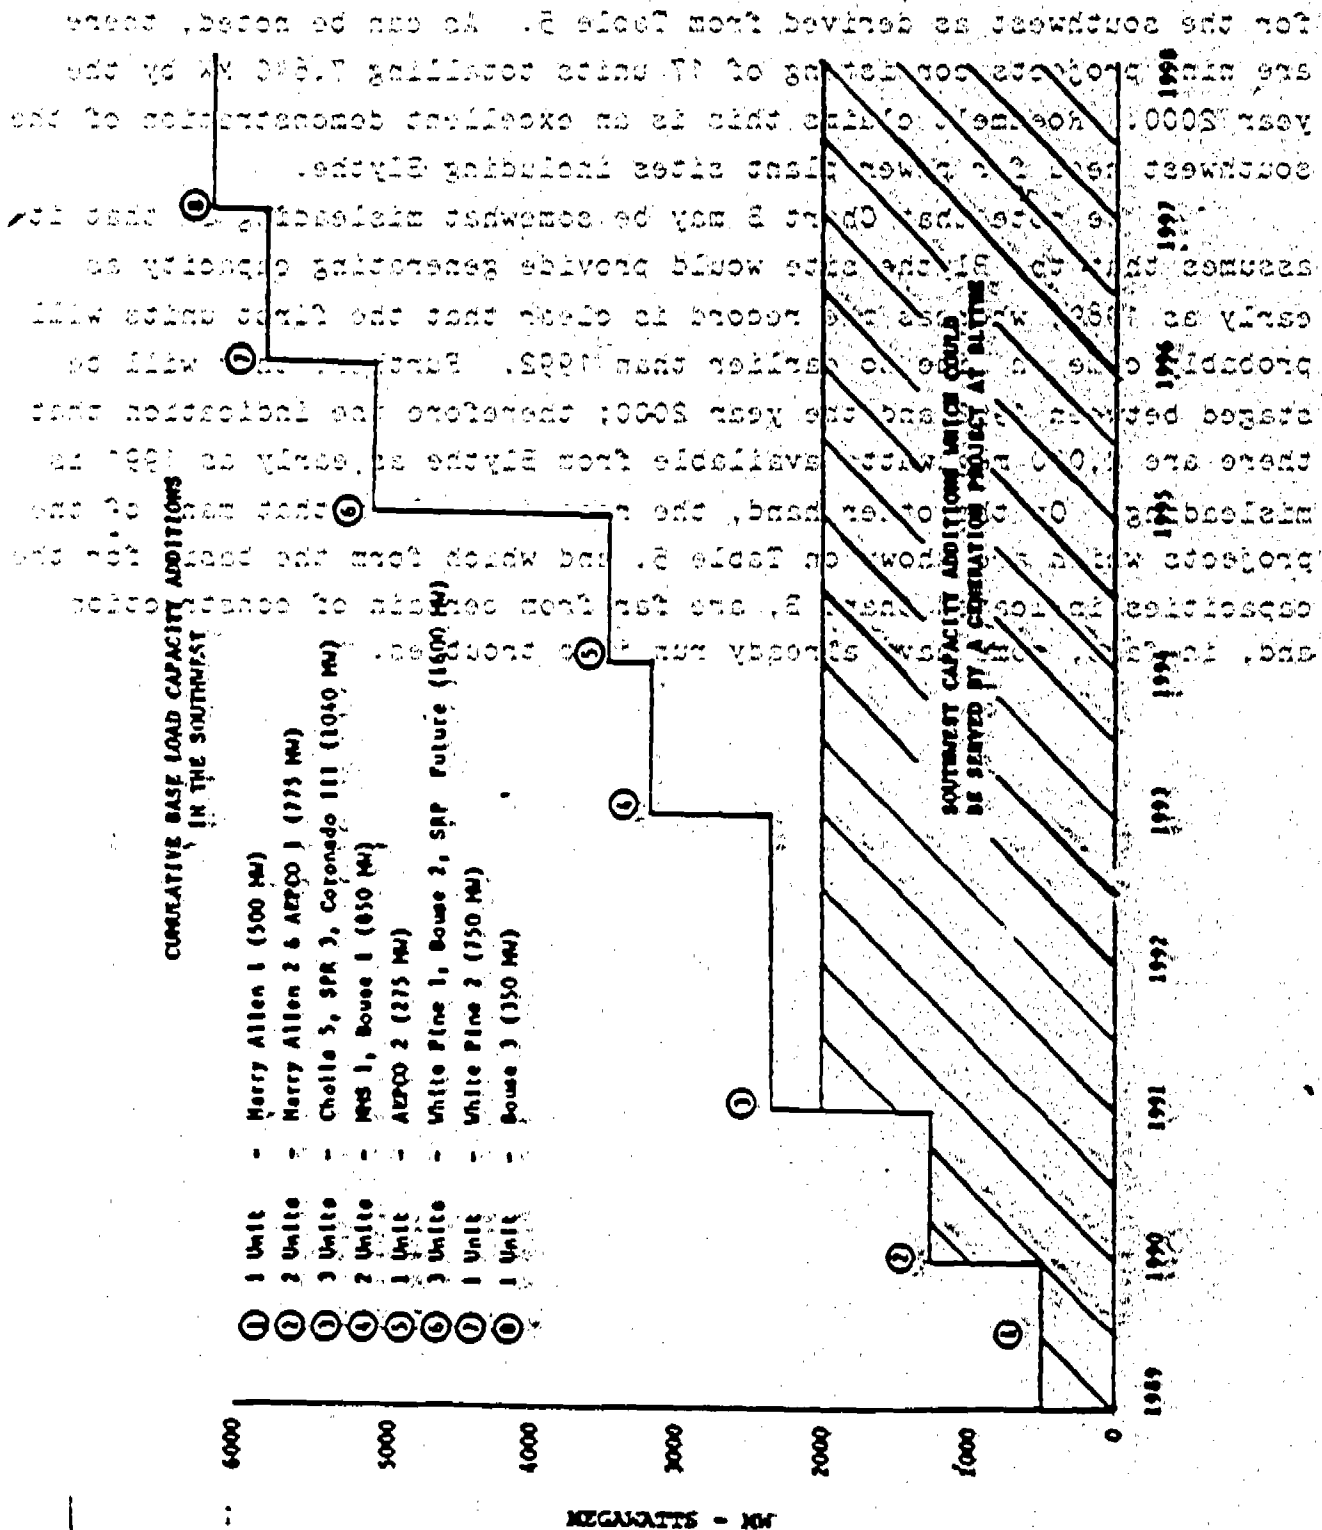 CUMULATIVE BASE LOAD CAPACITY ADDITIONS
IN THE SOUTHWEST
① 1 Unit - Harry Allen 1 (500 MW)
② 2 Units - Harry Allen 2 & AEPCO 1 (775 MW)
③ 3 Units - Cholla 5, SPR 3, Coronado III (1040 MW)
④ 2 Units - MMS 1, Bouse 1 (850 MW)
⑤ 1 Unit - AEPCO 2 (275 MW)
⑥ 3 Units - White Pine 1, Bouse 2, SRP Future (1600 MW)
⑦ 1 Unit - White Pine 2 (750 MW)
⑧ 1 Unit - Bouse 3 (350 MW)
MEGAWATTS - MW
6000
5000
4000
3000
2000
1000
0
① ② ③ ④ ⑤ ⑥ ⑦ ⑧
SOUTHWEST CAPACITY ADDITIONS WHICH COULD
BE SERVED BY A GENERATION PROJECT AT BLYTHE
1989 1990 1991 1992 1993 1994 1995 1996 1997 1998
for the southwest as derived from Table 5. As can be noted, there
are nine projects consisting of 17 units totalling MW by the
year 2000. claims this is an excellent demonstration of the
southwest need for power plant sites including Blythe.
We note that Chart B may be somewhat misleading that it
assumes that the site would provide generating capacity as
early as 1989, whereas the record is clear that the first units will
probably come on line no earlier than 1992. will be
staged between and the year 2000; therefore the indication that
there are megawatts available from Blythe as early as is
misleading. On the other hand, the that many of the
projects which are shown on Table 5, and which form the basis for the
capacities indicated Chart B, are far from certain of construction
and, in fact, some have already run into troubles.